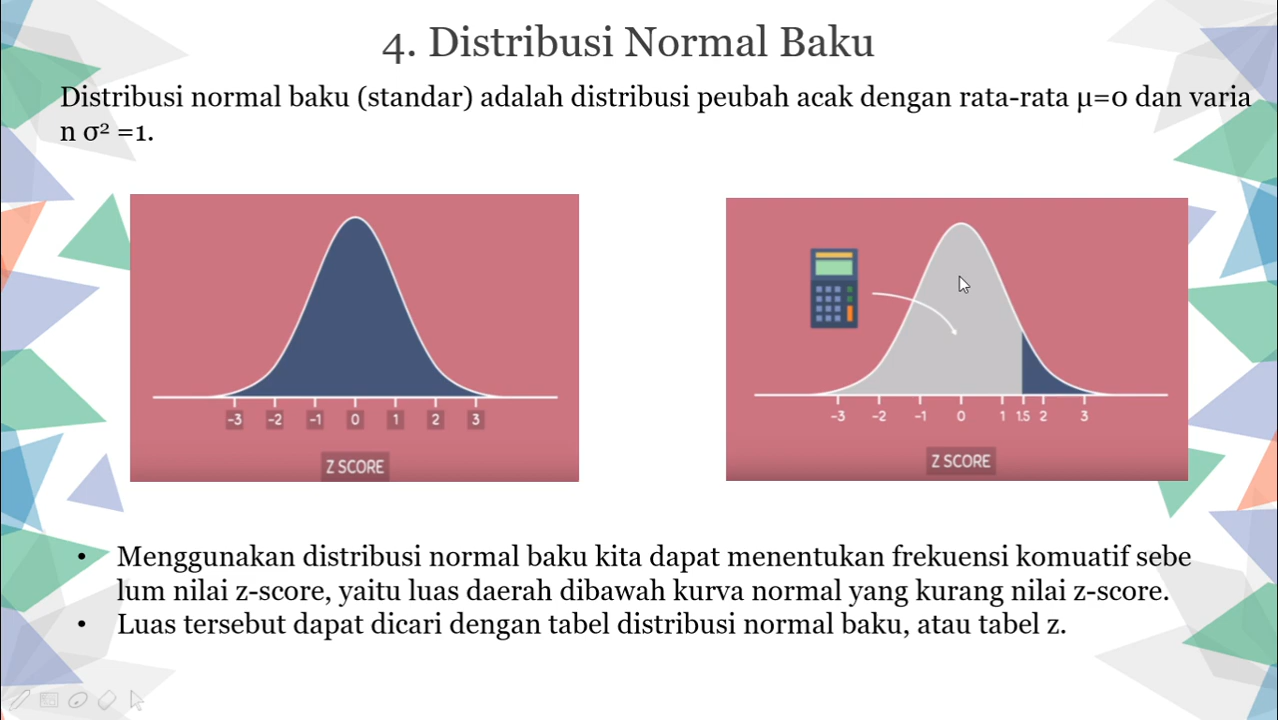 4. Distribusi Normal Baku
Distribusi normal baku (standar) adalah distribusi peubah acak dengan rata-rata μ=0 dan varia
n σ² =1.
-3 -2 -1 0 1 2 3
Z SCORE
-3 -2 -1 0 1 1.5 2 3
Z SCORE
• Menggunakan distribusi normal baku kita dapat menentukan frekuensi komuatif sebe
lum nilai z-score, yaitu luas daerah dibawah kurva normal yang kurang nilai z-score.
• Luas tersebut dapat dicari dengan tabel distribusi normal baku, atau tabel z.